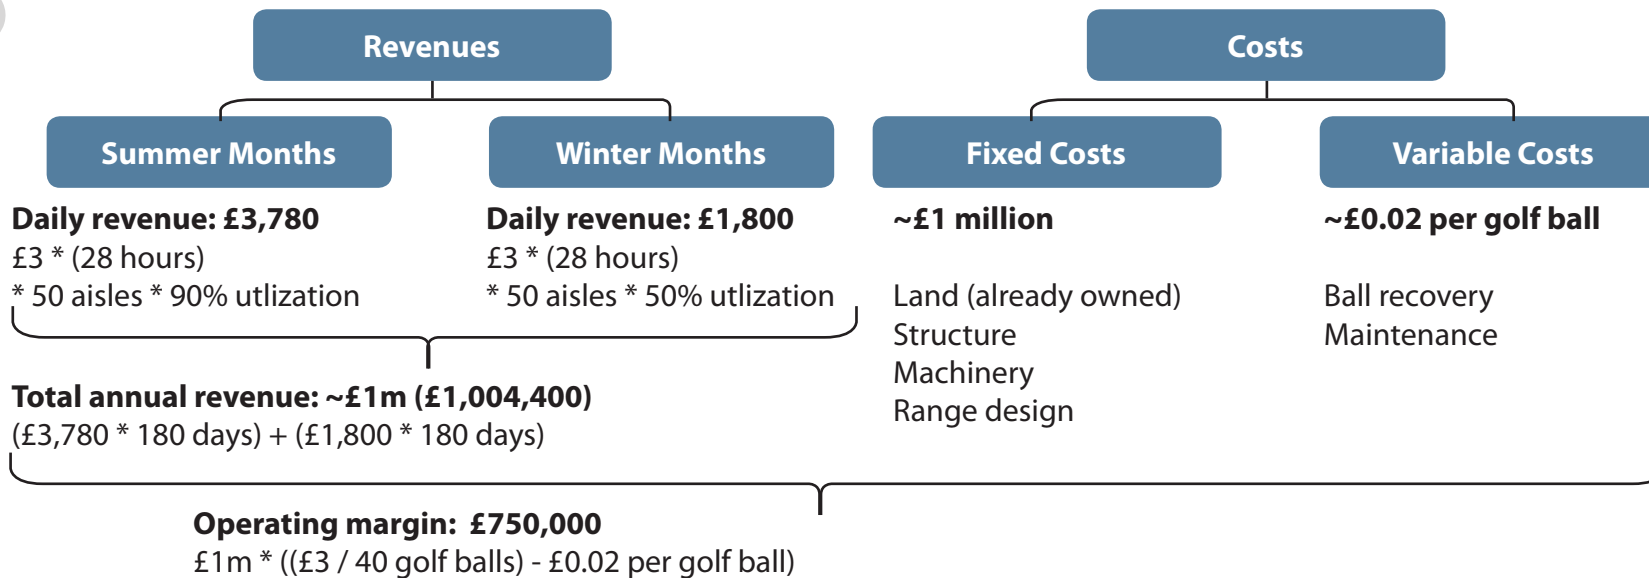 Revenues
Costs
Summer Months
Winter Months
Fixed Costs
Variable Costs
Daily revenue: £3,780
£3 * (28 hours)
* 50 aisles * 90% utlization
Daily revenue: £1,800
£3 * (28 hours)
* 50 aisles * 50% utlization
~£1 million
Land (already owned)
Structure
Machinery
Range design
~£0.02 per golf ball
Ball recovery
Maintenance
Total annual revenue: ~£1m (£1,004,400)
(£3,780 * 180 days) + (£1,800 * 180 days)
Operating margin: £750,000
£1m * ((£3 / 40 golf balls) - £0.02 per golf ball)